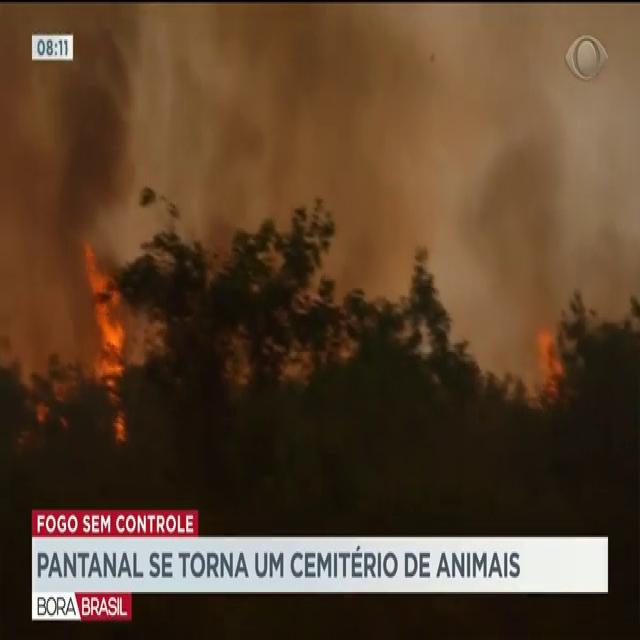 08:11
FOGO SEM CONTROLE
PANTANAL SE TORNA UM CEMITÉRIO DE ANIMAIS
BORA BRASIL